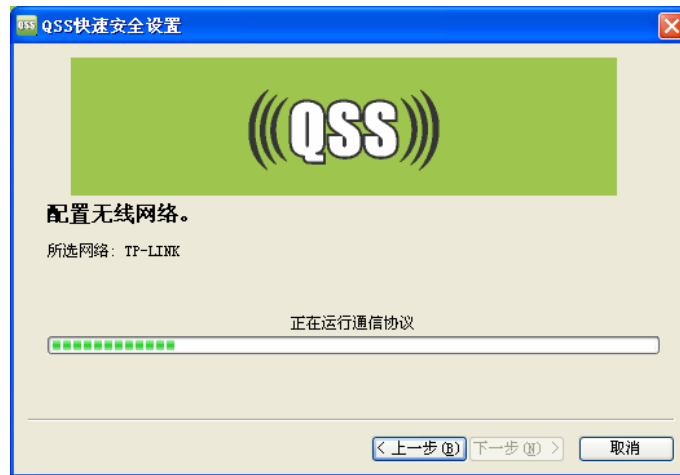 QSS QSS快速安全设置
(((QSS)))
配置无线网络。
所选网络: TP-LINK
正在运行通信协议
< 上一步(B) 下一步(N) > 取消